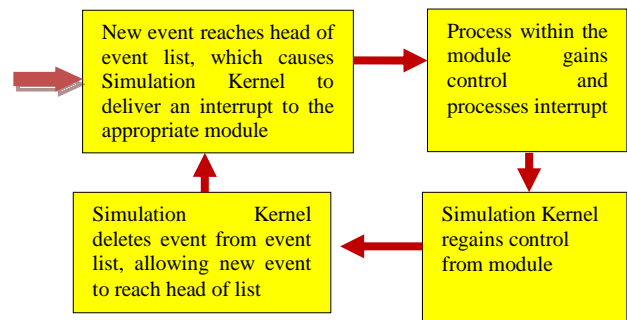 New event reaches head of
event list, which causes
Simulation Kernel to
deliver an interrupt to the
appropriate module
Process within the
module gains
control and
processes interrupt
Simulation Kernel
regains control
from module
Simulation Kernel
deletes event from event
list, allowing new event
to reach head of list